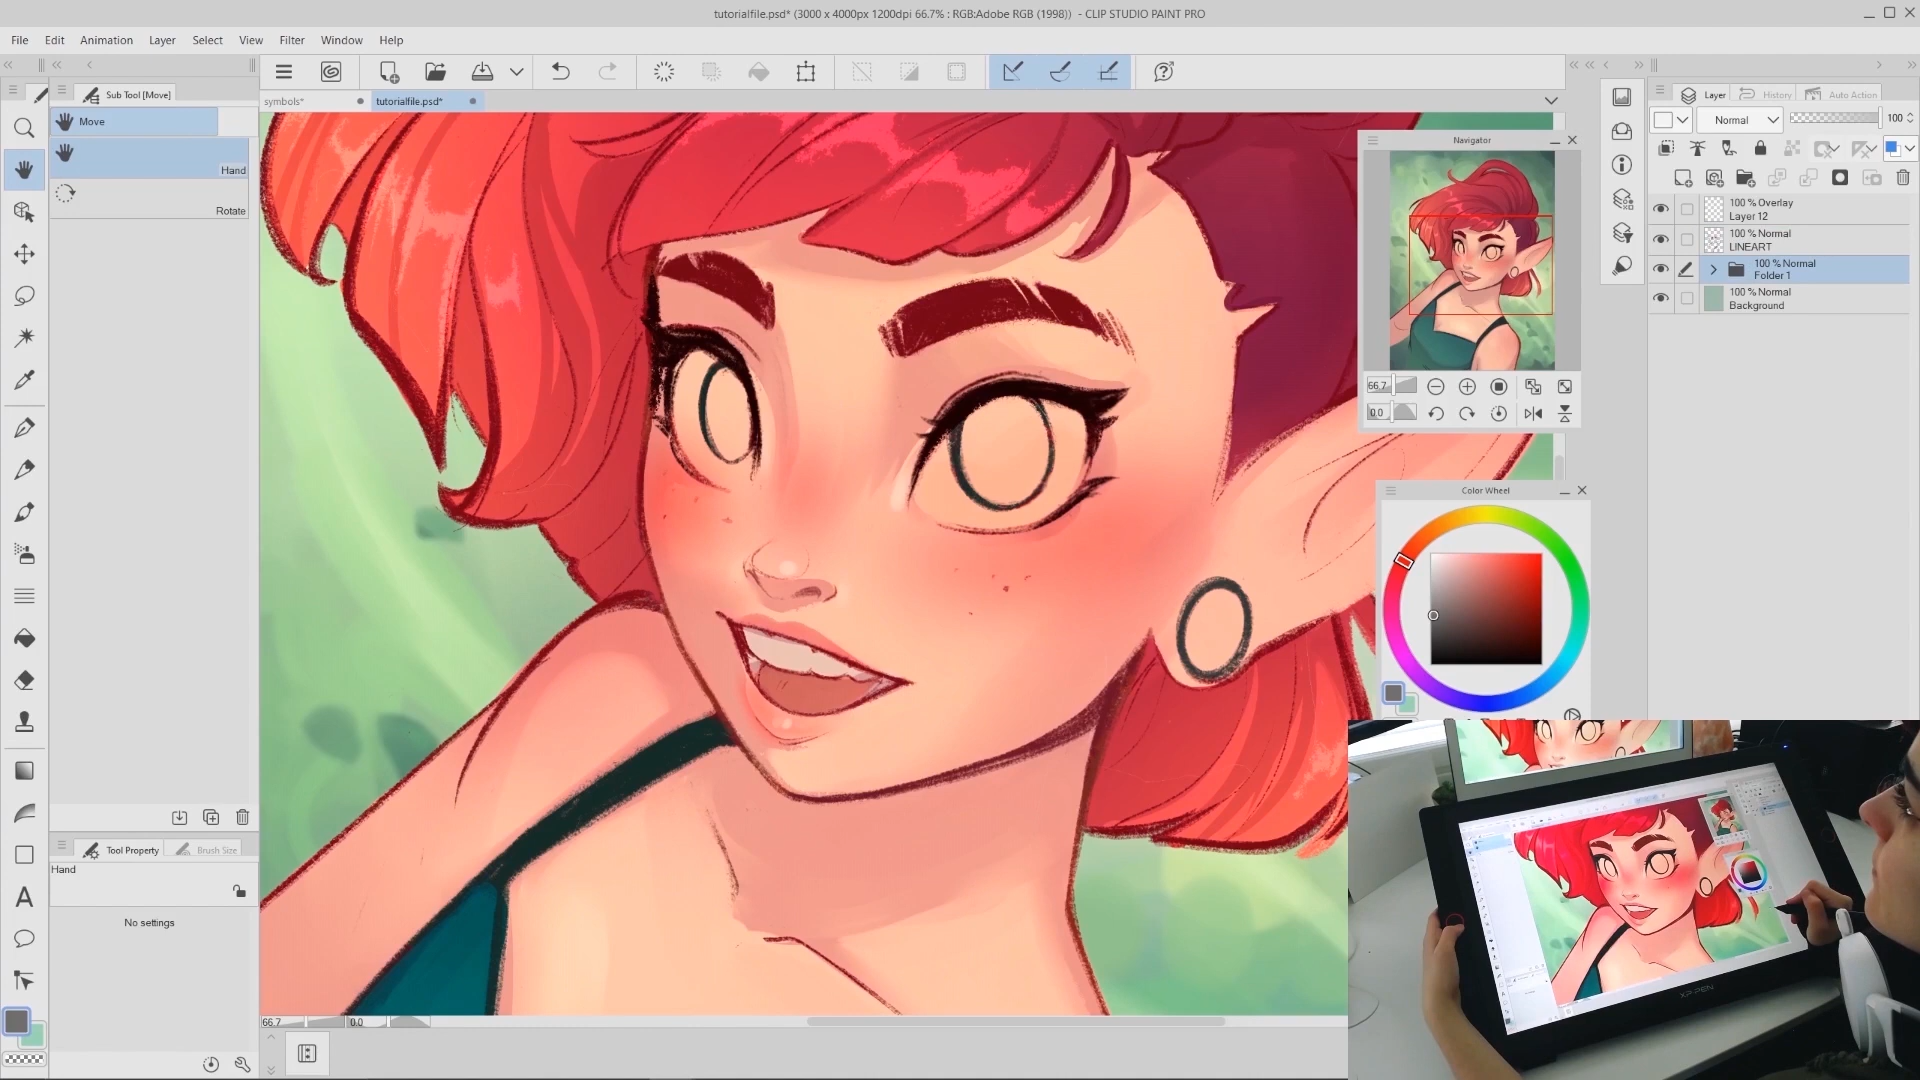 tutorialfile.psd* (3000 x 4000px 1200dpi 66.7% : RGB:Adobe RGB (1998)) - CLIP STUDIO PAINT PRO
File Edit Animation Layer Select View Filter Window Help
Sub Tool [Move]
Move
Hand
Rotate
symbols*
tutorialfile.psd*
Navigator
66.7
0.0
Color Wheel
Layer History Auto Action
Normal 100
100 % Overlay
Layer 12
100 % Normal
LINEART
100 % Normal
Folder 1
100 % Normal
Background
Tool Property Brush Size
Hand
No settings
A
66.7 0.0
XP-PEN